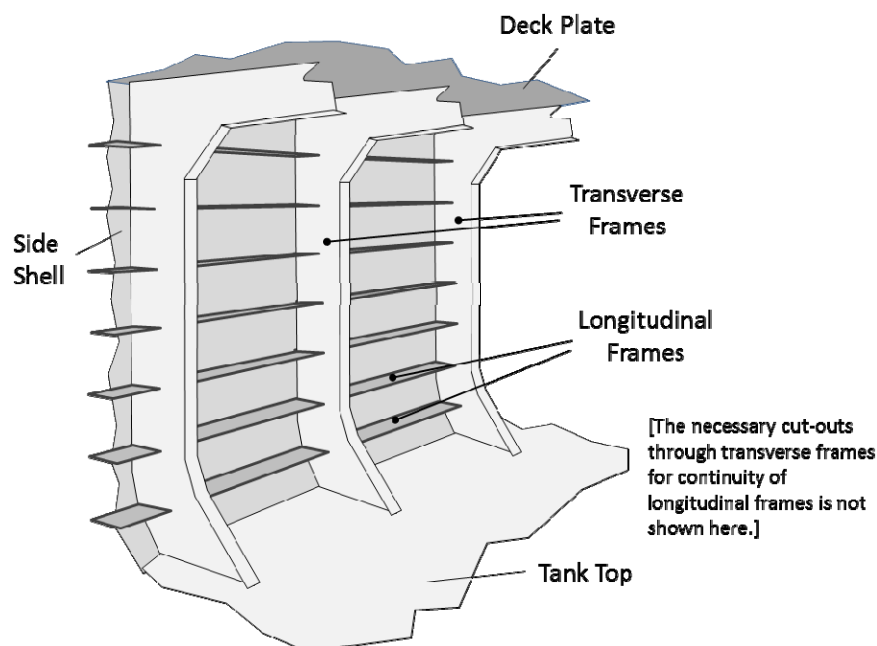 Deck Plate
Transverse
Frames
Side
Shell
Longitudinal
Frames
[The necessary cut-outs
through transverse frames
for continuity of
longitudinal frames is not
shown here.]
Tank Top